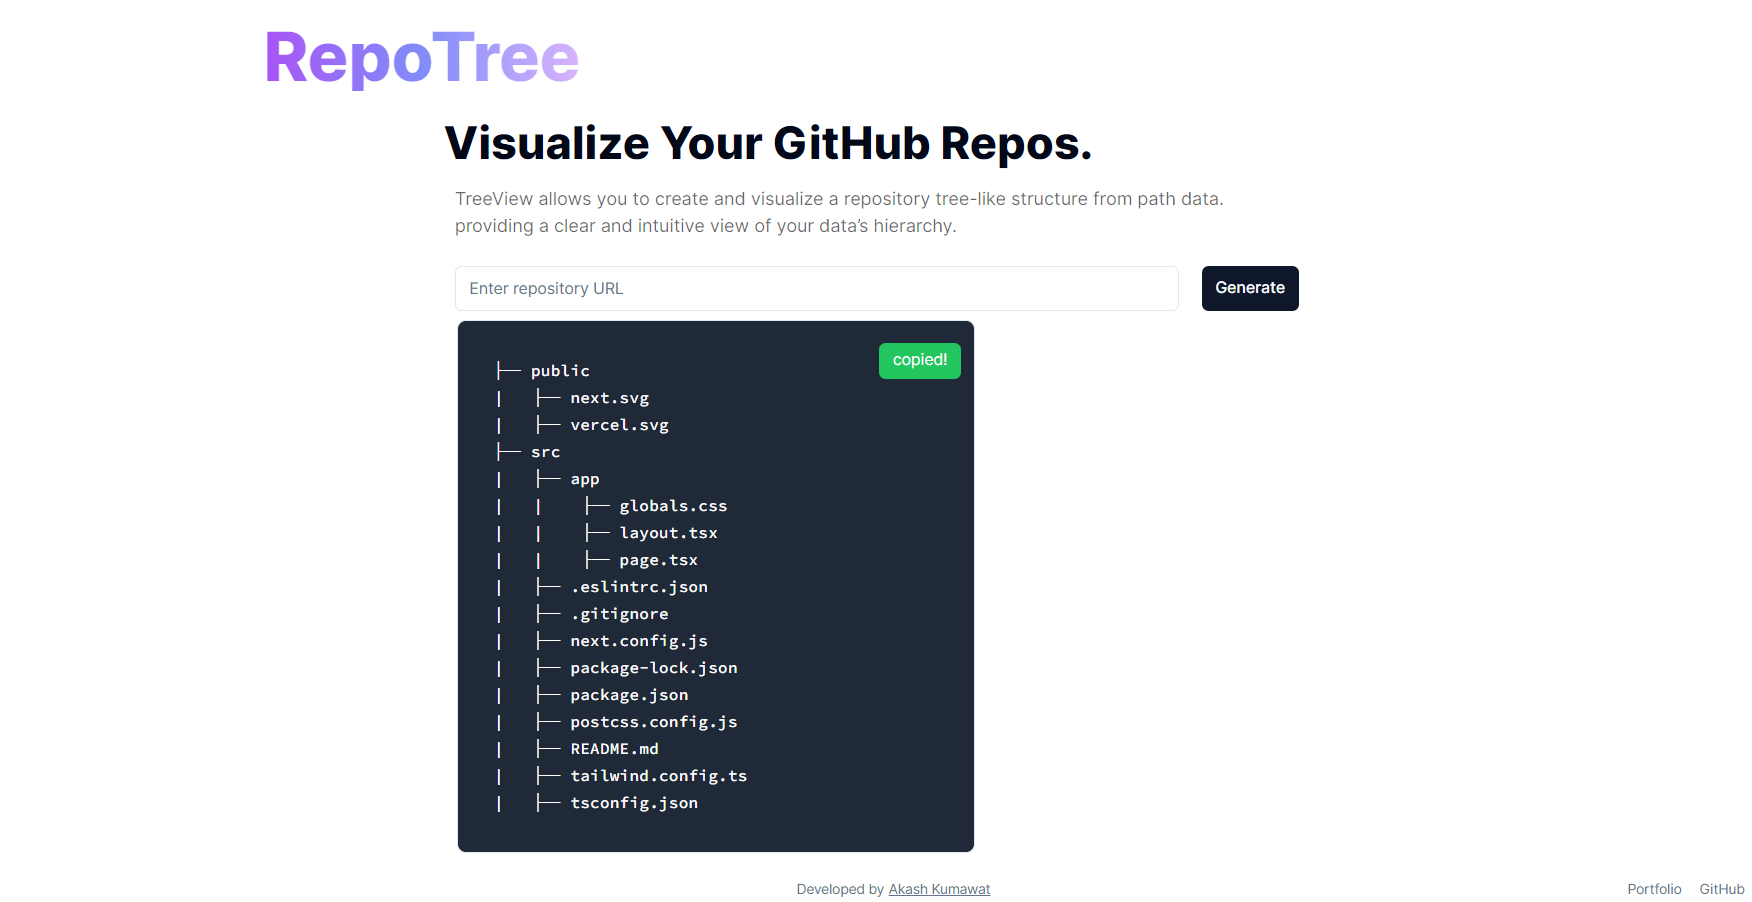 RepoTree
Visualize Your GitHub Repos.
TreeView allows you to create and visualize a repository tree-like structure from path data.
providing a clear and intuitive view of your data’s hierarchy.
Enter repository URL
Generate
copied!
├── public
|   ├── next.svg
|   ├── vercel.svg
├── src
|   ├── app
|   |    ├── globals.css
|   |    ├── layout.tsx
|   |    ├── page.tsx
|   ├── .eslintrc.json
|   ├── .gitignore
|   ├── next.config.js
|   ├── package-lock.json
|   ├── package.json
|   ├── postcss.config.js
|   ├── README.md
|   ├── tailwind.config.ts
|   ├── tsconfig.json
Developed by Akash Kumawat
Portfolio GitHub